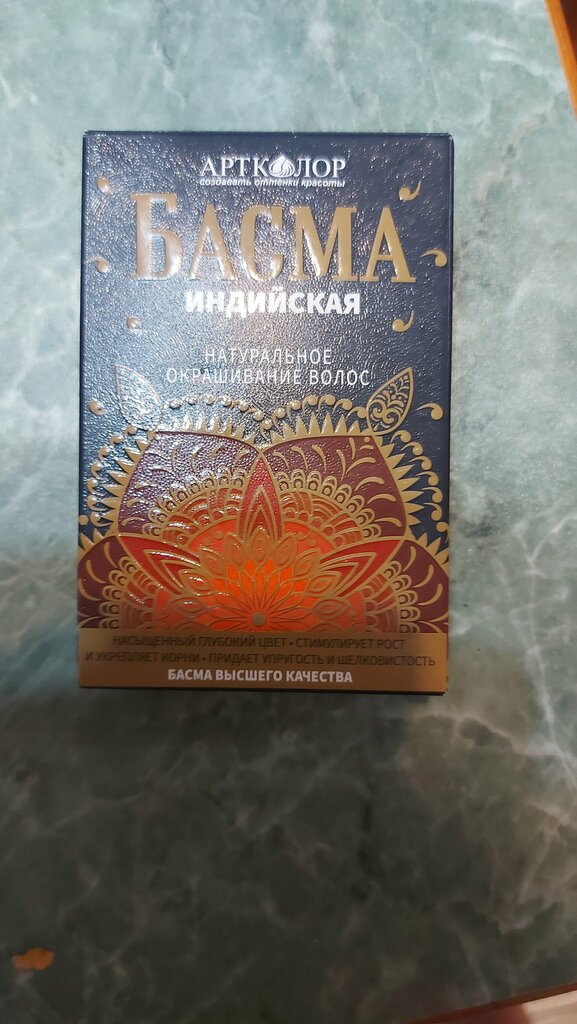 АРТКОЛОР
создавать оттенки красоты
БАСМА
ИНДИЙСКАЯ
НАТУРАЛЬНОЕ
ОКРАШИВАНИЕ ВОЛОС
НАСЫЩЕННЫЙ ГЛУБОКИЙ ЦВЕТ • СТИМУЛИРУЕТ РОСТ
И УКРЕПЛЯЕТ КОРНИ • ПРИДАЕТ УПРУГОСТЬ И ШЕЛКОВИСТОСТЬ
БАСМА ВЫСШЕГО КАЧЕСТВА